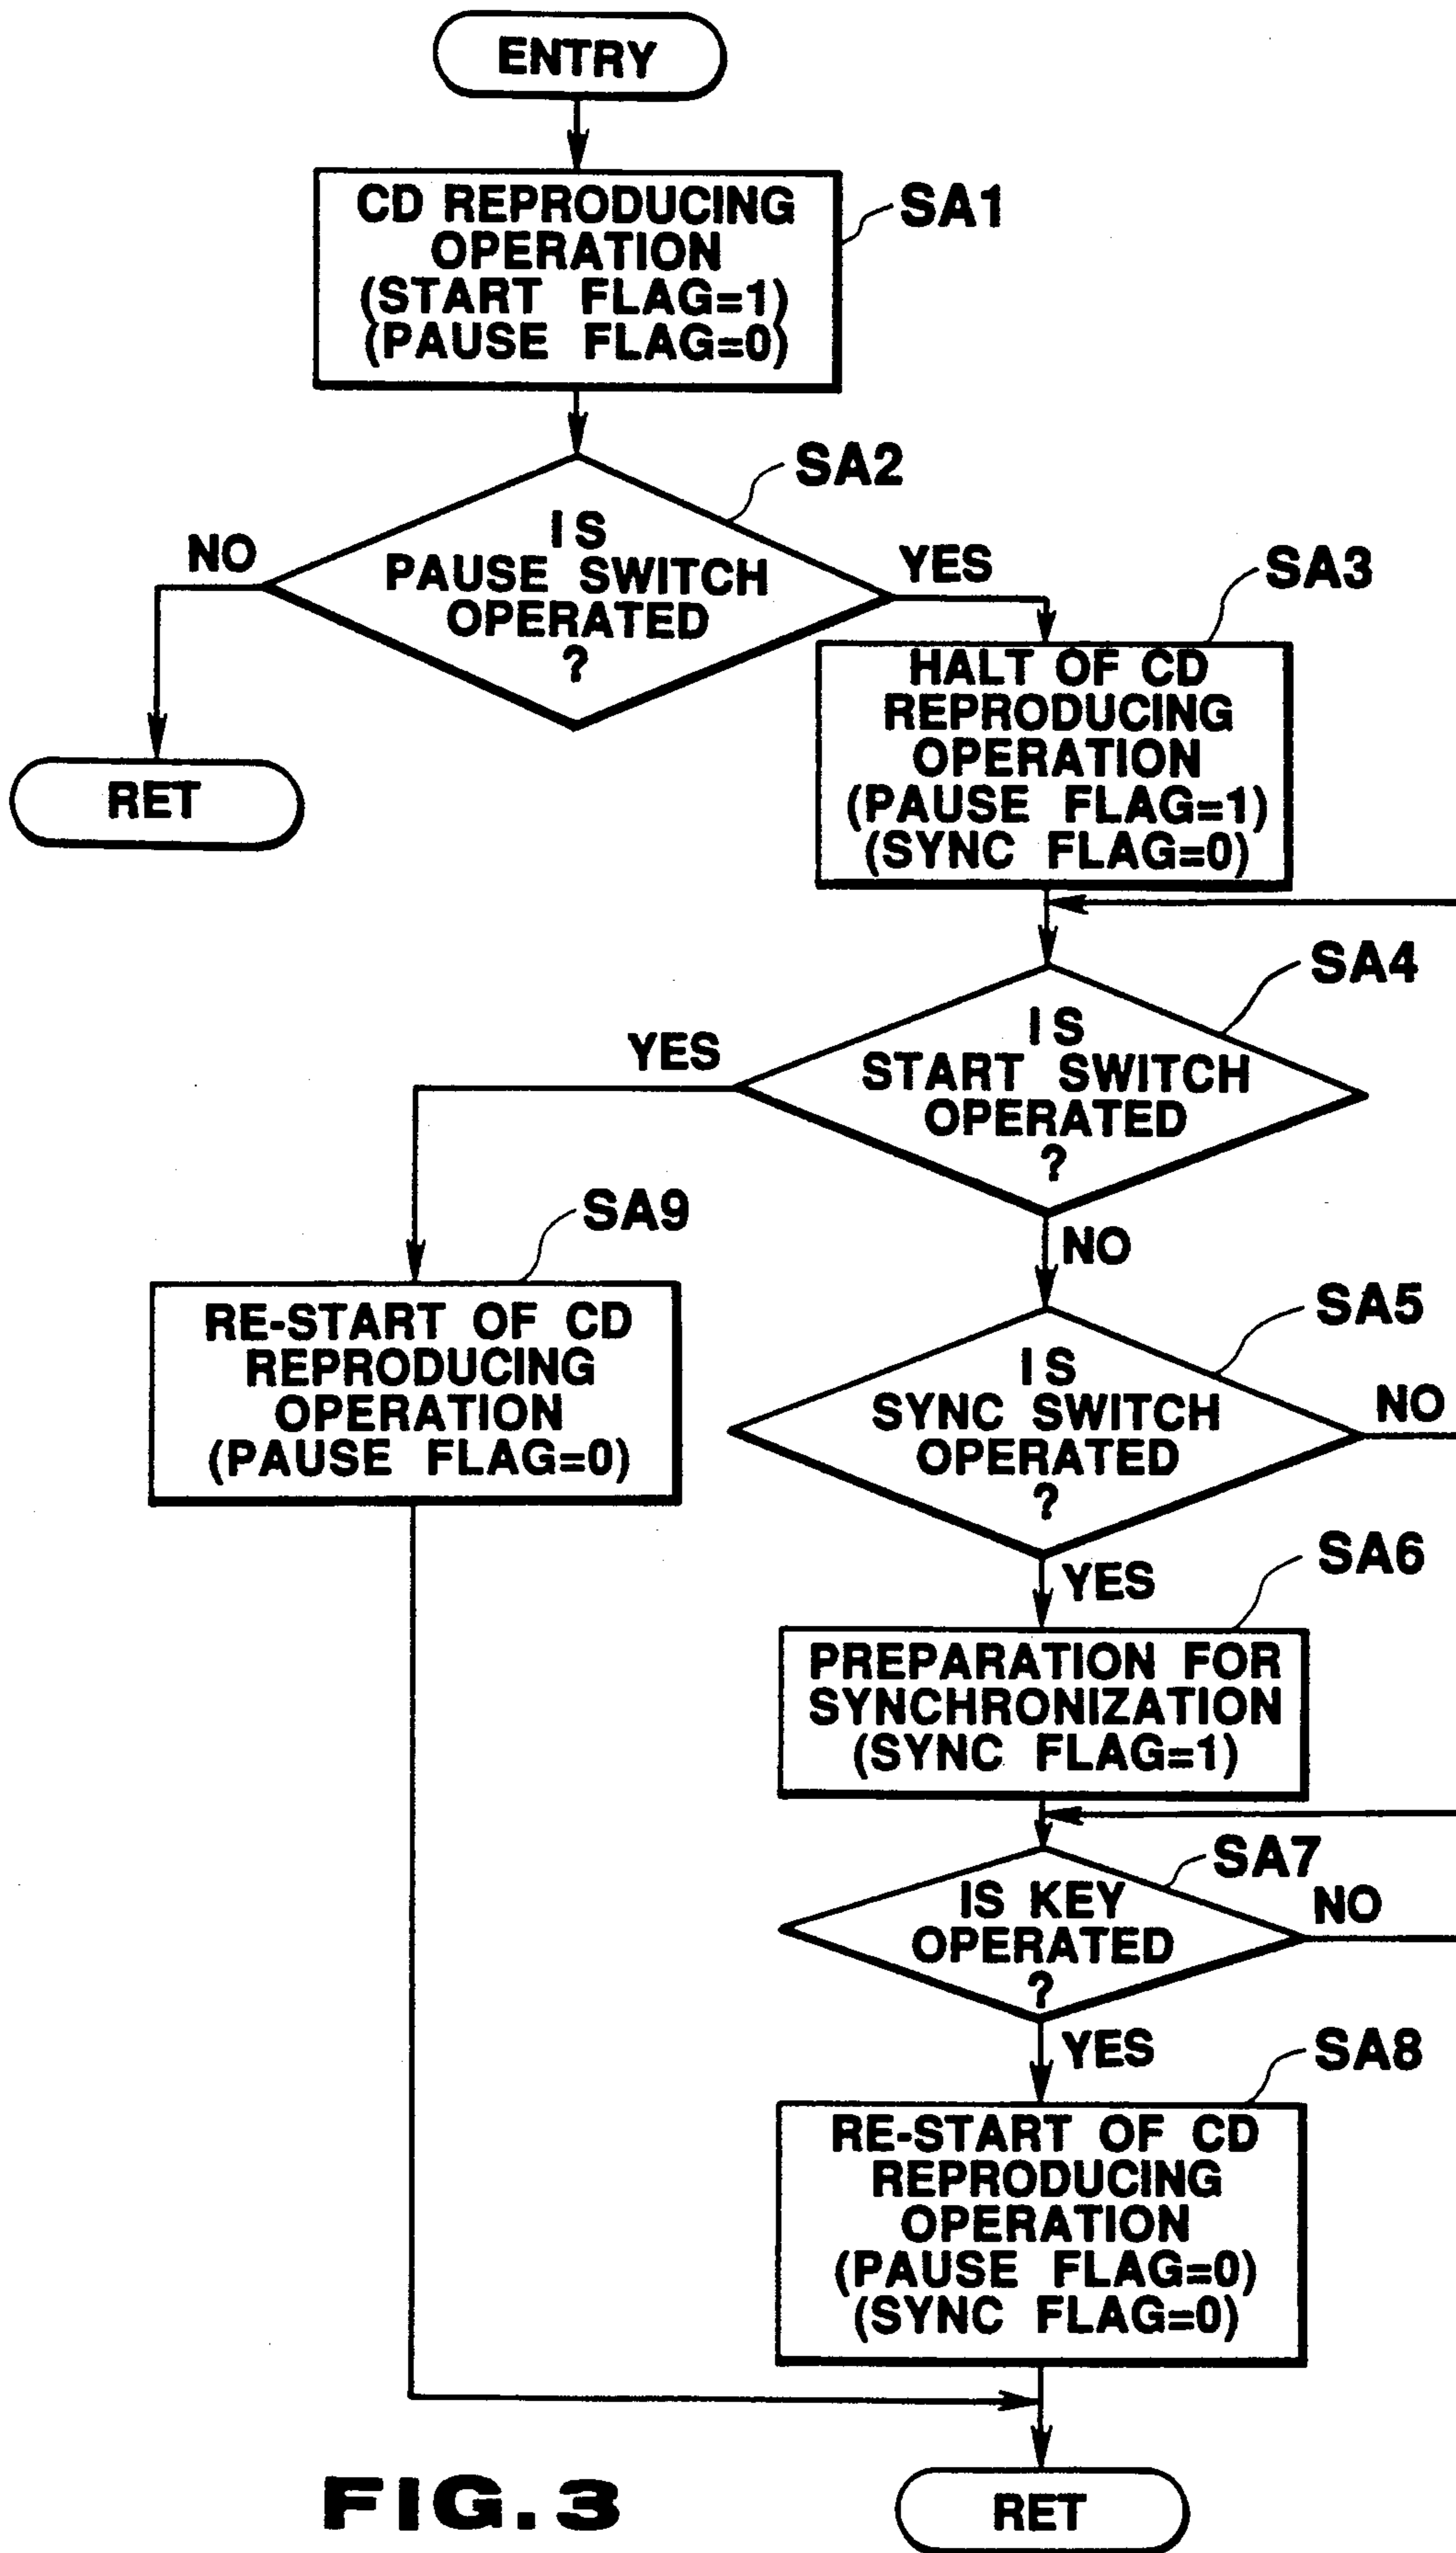 ENTRY
CD REPRODUCING
OPERATION
(START FLAG=1)
(PAUSE FLAG=0)
SA1
SA2
IS
PAUSE SWITCH
OPERATED
?
NO
YES
RET
SA3
HALT OF CD
REPRODUCING
OPERATION
(PAUSE FLAG=1)
(SYNC FLAG=0)
SA4
IS
START SWITCH
OPERATED
?
YES
NO
SA9
RE-START OF CD
REPRODUCING
OPERATION
(PAUSE FLAG=0)
SA5
IS
SYNC SWITCH
OPERATED
?
NO
YES
SA6
PREPARATION FOR
SYNCHRONIZATION
(SYNC FLAG=1)
SA7
IS KEY
OPERATED
?
NO
YES
SA8
RE-START OF CD
REPRODUCING
OPERATION
(PAUSE FLAG=0)
(SYNC FLAG=0)
RET
FIG.3